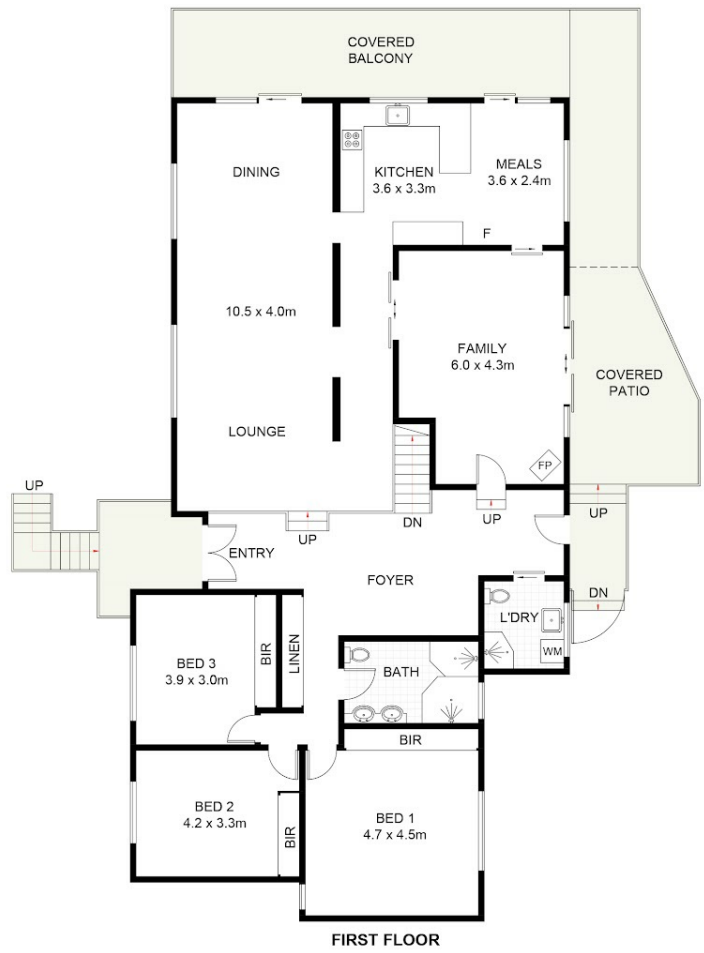 COVERED
BALCONY
DINING
KITCHEN
3.6 x 3.3m
MEALS
3.6 x 2.4m
F
10.5 x 4.0m
FAMILY
6.0 x 4.3m
COVERED
PATIO
LOUNGE
FP
UP
DN
UP
UP
UP
ENTRY
FOYER
DN
L'DRY
WM
BED 3
3.9 x 3.0m
BIR
LINEN
BATH
BIR
BED 2
4.2 x 3.3m
BIR
BED 1
4.7 x 4.5m
FIRST FLOOR